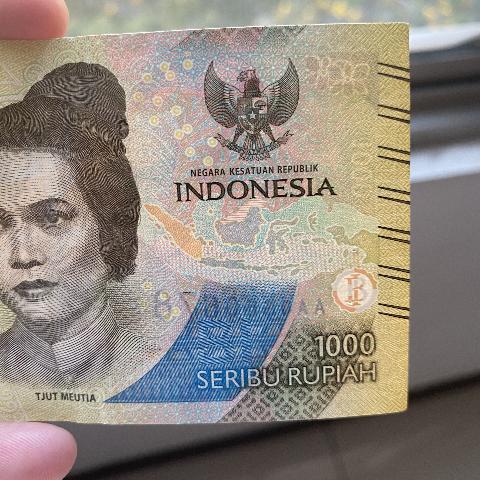 NEGARA KESATUAN REPUBLIK
INDONESIA
1000
SERIBU RUPIAH
TJUT MEUTIA